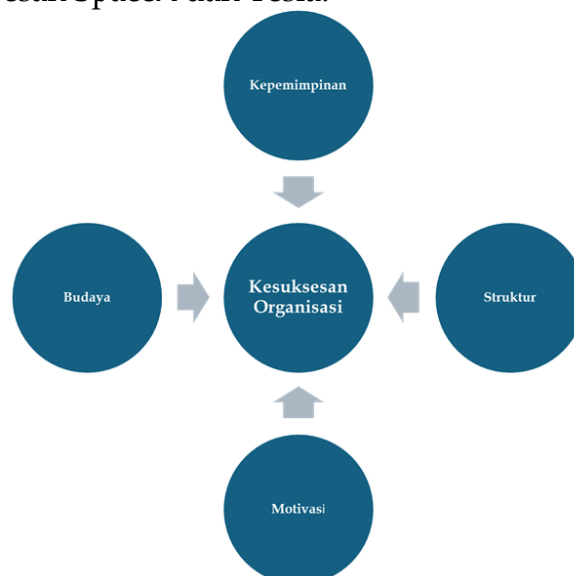 Kepemimpinan
Budaya
Kesuksesan
Organisasi
Struktur
Motivasi